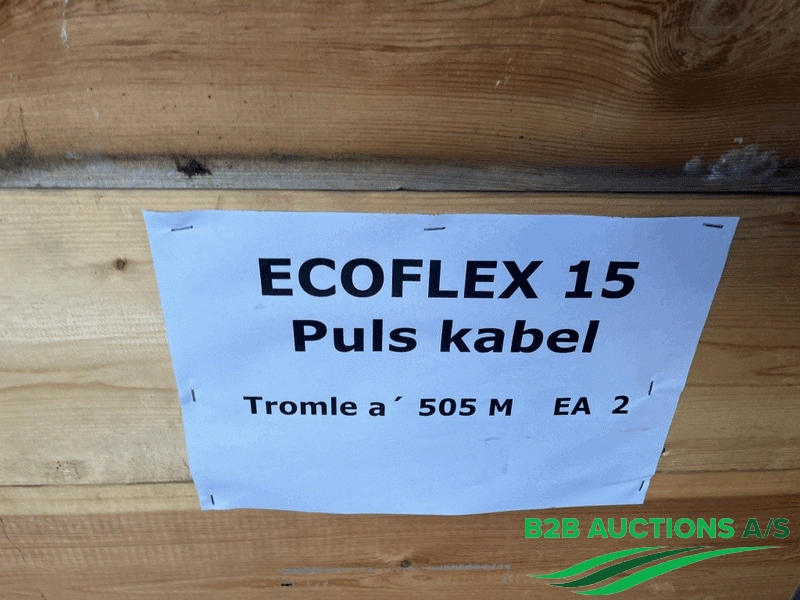 ECOFLEX 15
Puls kabel
Tromle a´ 505 M EA 2
B2B AUCTIONS A/S